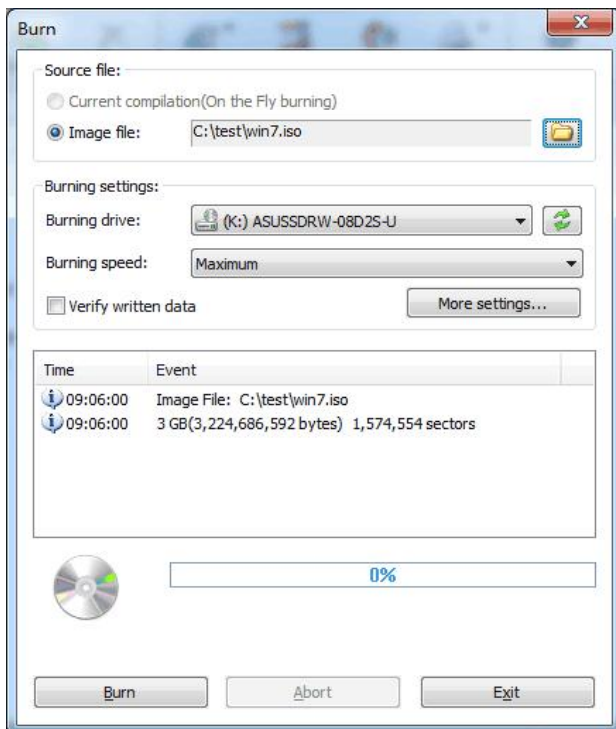 Burn
Source file:
Current compilation(On the Fly burning)
Image file: C:\test\win7.iso
Burning settings:
Burning drive: (K:) ASUSSDRW-08D2S-U
Burning speed: Maximum
Verify written data More settings...
Time Event
09:06:00 Image File: C:\test\win7.iso
09:06:00 3 GB(3,224,686,592 bytes) 1,574,554 sectors
0%
Burn Abort Exit